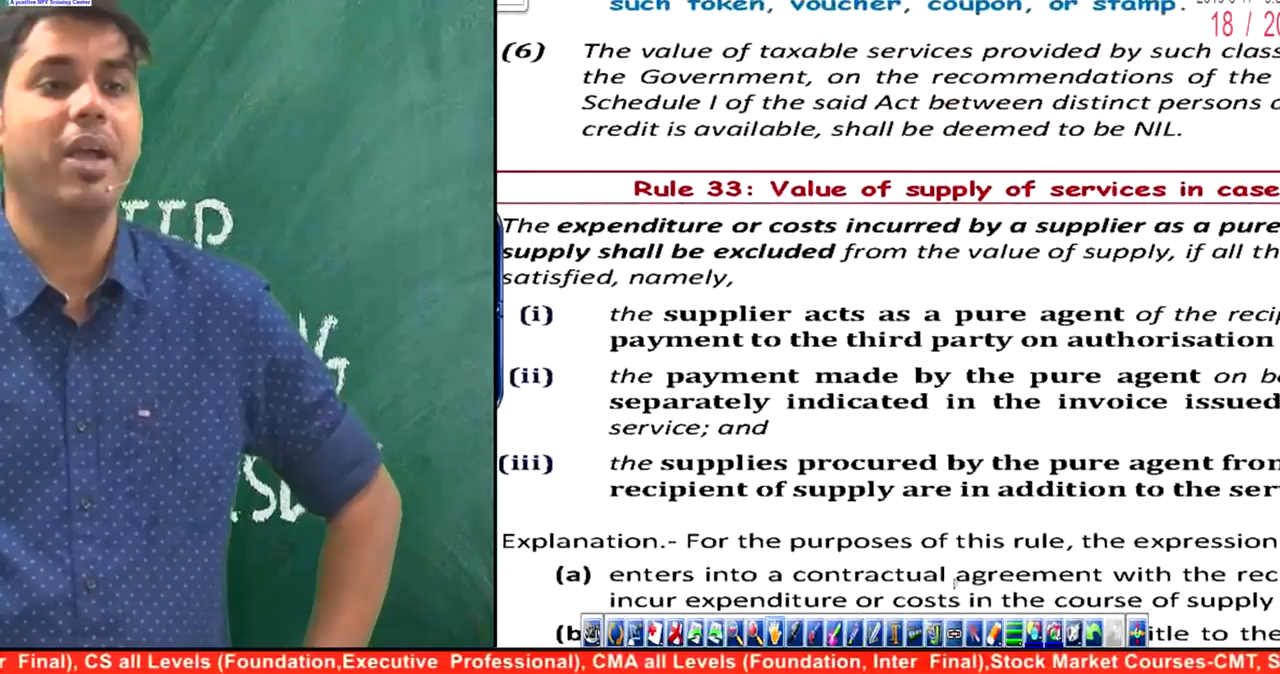 A positive NPV Training Center
such token, voucher, coupon, or stamp.
18 / 20
(6) The value of taxable services provided by such class
the Government, on the recommendations of the
Schedule I of the said Act between distinct persons
credit is available, shall be deemed to be NIL.
Rule 33: Value of supply of services in case
The expenditure or costs incurred by a supplier as a pure
supply shall be excluded from the value of supply, if all th
satisfied, namely,
(i) the supplier acts as a pure agent of the recip
payment to the third party on authorisation
(ii) the payment made by the pure agent on be
separately indicated in the invoice issued
service; and
(iii) the supplies procured by the pure agent from
recipient of supply are in addition to the ser
Explanation.- For the purposes of this rule, the expression
(a) enters into a contractual agreement with the rec
incur expenditure or costs in the course of supply
(b itle to the
r Final), CS all Levels (Foundation,Executive Professional), CMA all Levels (Foundation, Inter Final),Stock Market Courses-CMT, S